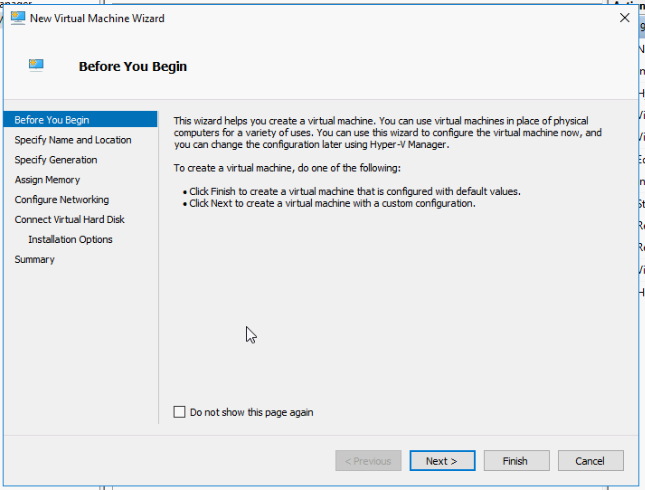 New Virtual Machine Wizard
Before You Begin
Before You Begin
Specify Name and Location
Specify Generation
Assign Memory
Configure Networking
Connect Virtual Hard Disk
Installation Options
Summary
This wizard helps you create a virtual machine. You can use virtual machines in place of physical
computers for a variety of uses. You can use this wizard to configure the virtual machine now, and
you can change the configuration later using Hyper-V Manager.
To create a virtual machine, do one of the following:
• Click Finish to create a virtual machine that is configured with default values.
• Click Next to create a virtual machine with a custom configuration.
Do not show this page again
< Previous
Next >
Finish
Cancel